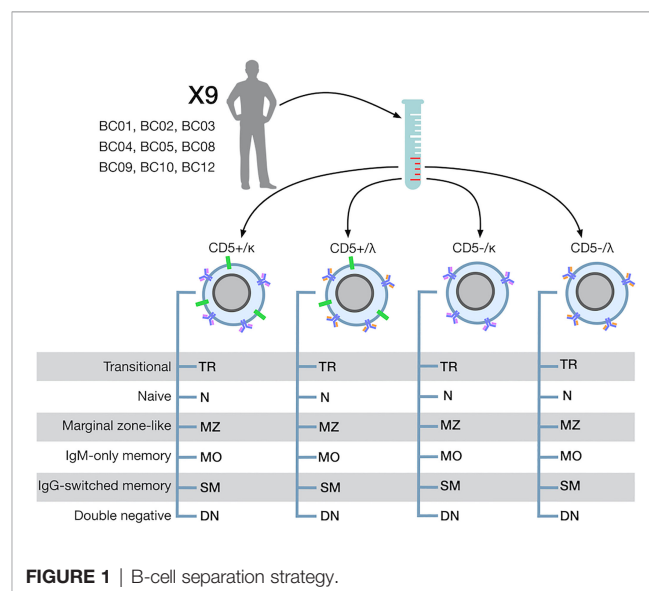 X9
BC01, BC02, BC03
BC04, BC05, BC08
BC09, BC10, BC12
CD5+/κ CD5+/λ CD5-/κ CD5-/λ
Transitional TR TR TR TR
Naive N N N N
Marginal zone-like MZ MZ MZ MZ
IgM-only memory MO MO MO MO
IgG-switched memory SM SM SM SM
Double negative DN DN DN DN
FIGURE 1 | B-cell separation strategy.